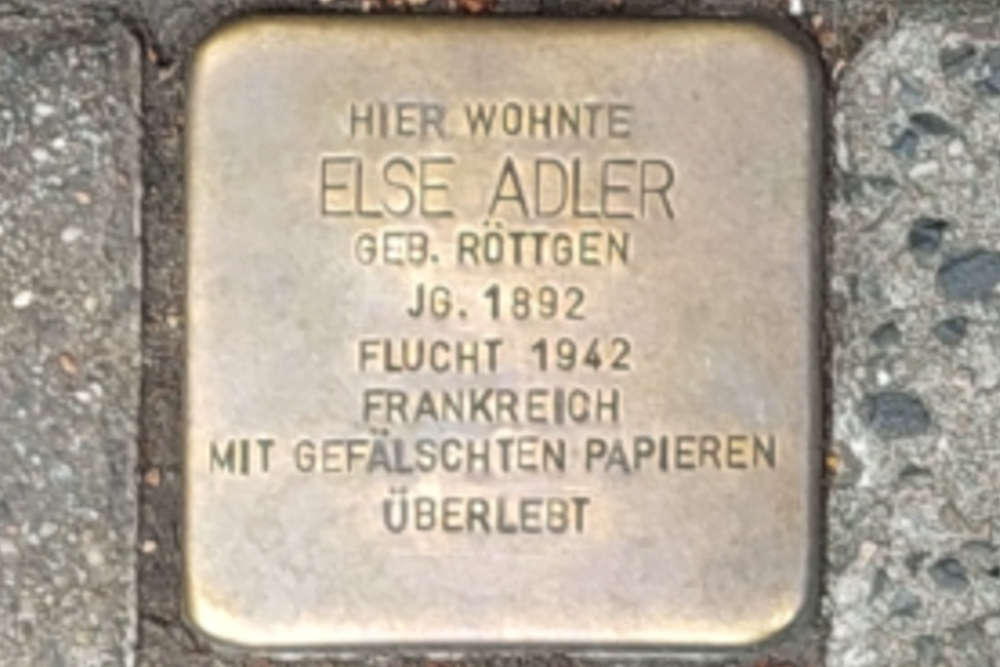 HIER WOHNTE
ELSE ADLER
GEB. RÖTTGEN
JG. 1892
FLUCHT 1942
FRANKREICH
MIT GEFÄLSCHTEN PAPIEREN
ÜBERLEBT